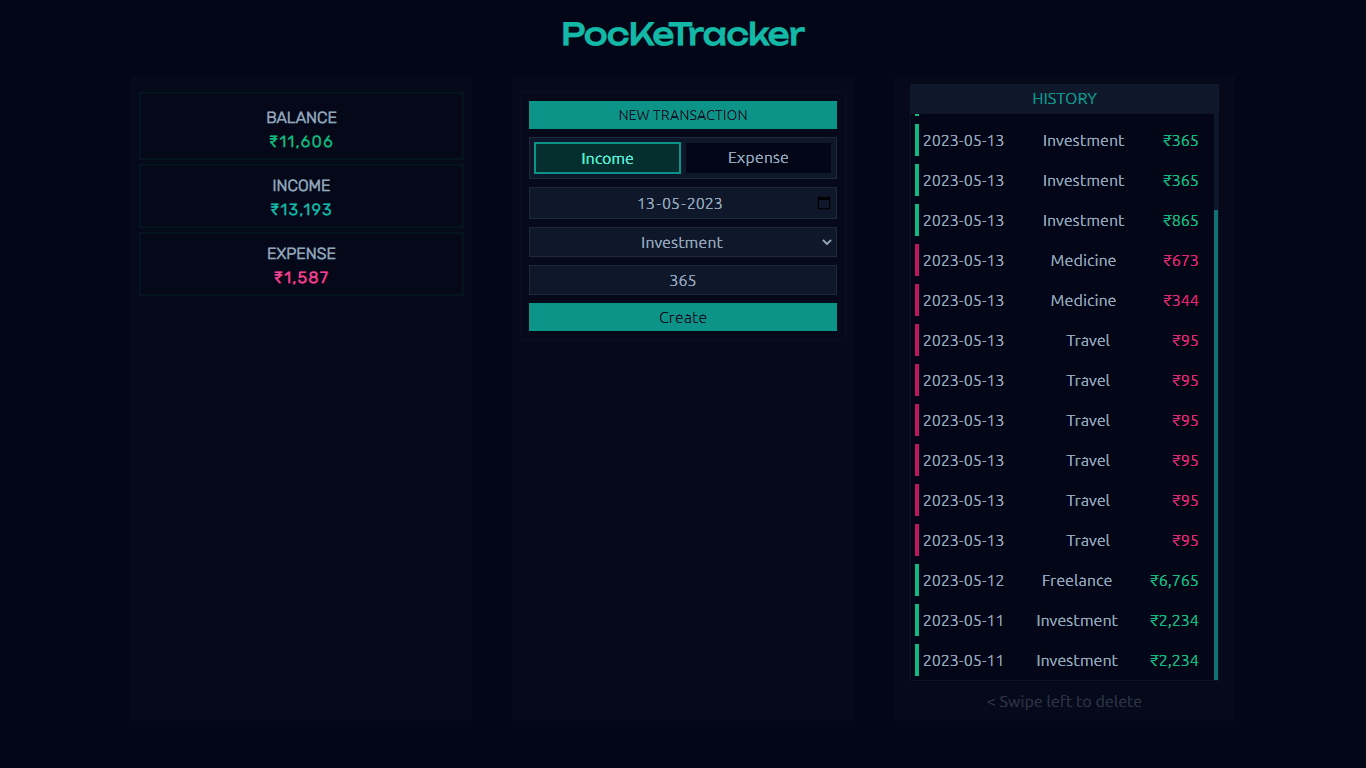 PocKeTracker
BALANCE
₹11,606
INCOME
₹13,193
EXPENSE
₹1,587
NEW TRANSACTION
Income Expense
13-05-2023
Investment
365
Create
HISTORY
2023-05-13 Investment ₹365
2023-05-13 Investment ₹365
2023-05-13 Investment ₹865
2023-05-13 Medicine ₹673
2023-05-13 Medicine ₹344
2023-05-13 Travel ₹95
2023-05-13 Travel ₹95
2023-05-13 Travel ₹95
2023-05-13 Travel ₹95
2023-05-13 Travel ₹95
2023-05-13 Travel ₹95
2023-05-12 Freelance ₹6,765
2023-05-11 Investment ₹2,234
2023-05-11 Investment ₹2,234
< Swipe left to delete